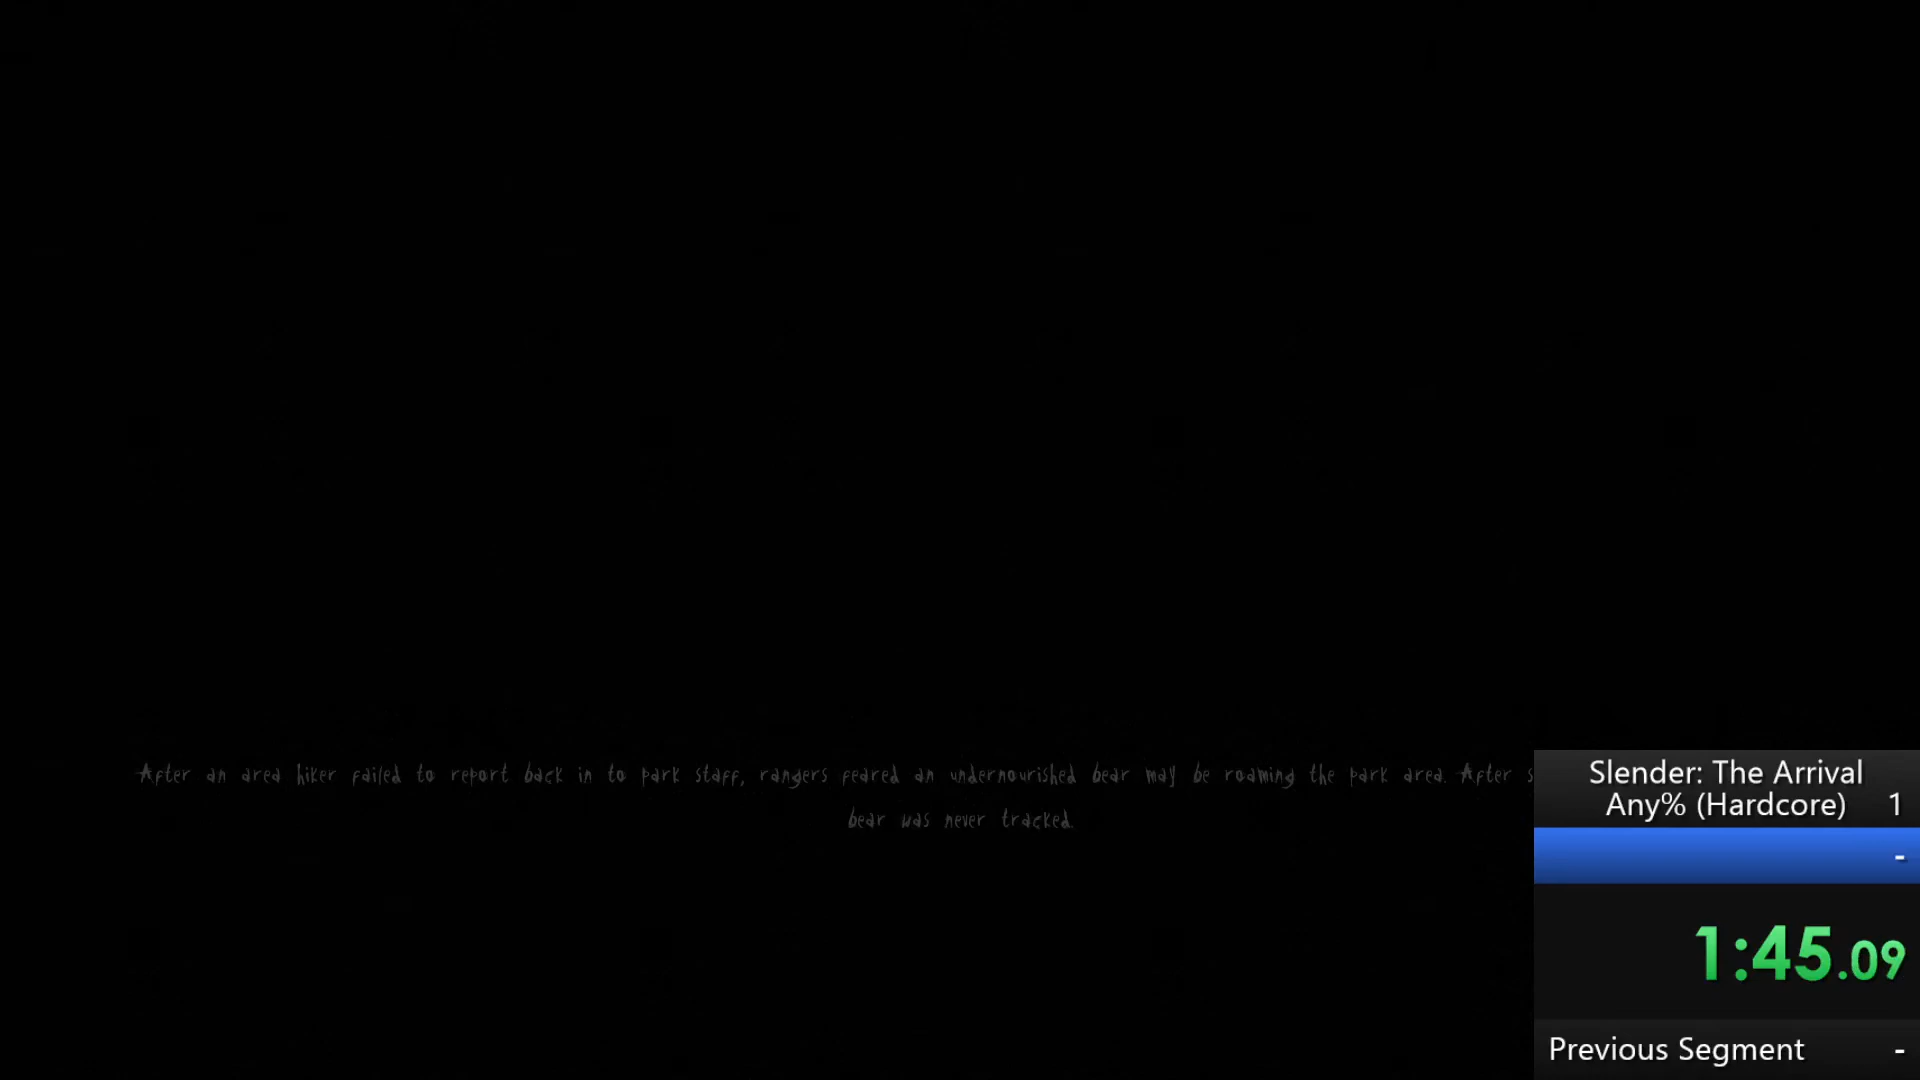 After an area hiker failed to report back in to park staff, rangers feared an undernourished bear may be roaming the park area. After
bear was never tracked.
Slender: The Arrival
Any% (Hardcore) 1
-
1:45.09
Previous Segment -